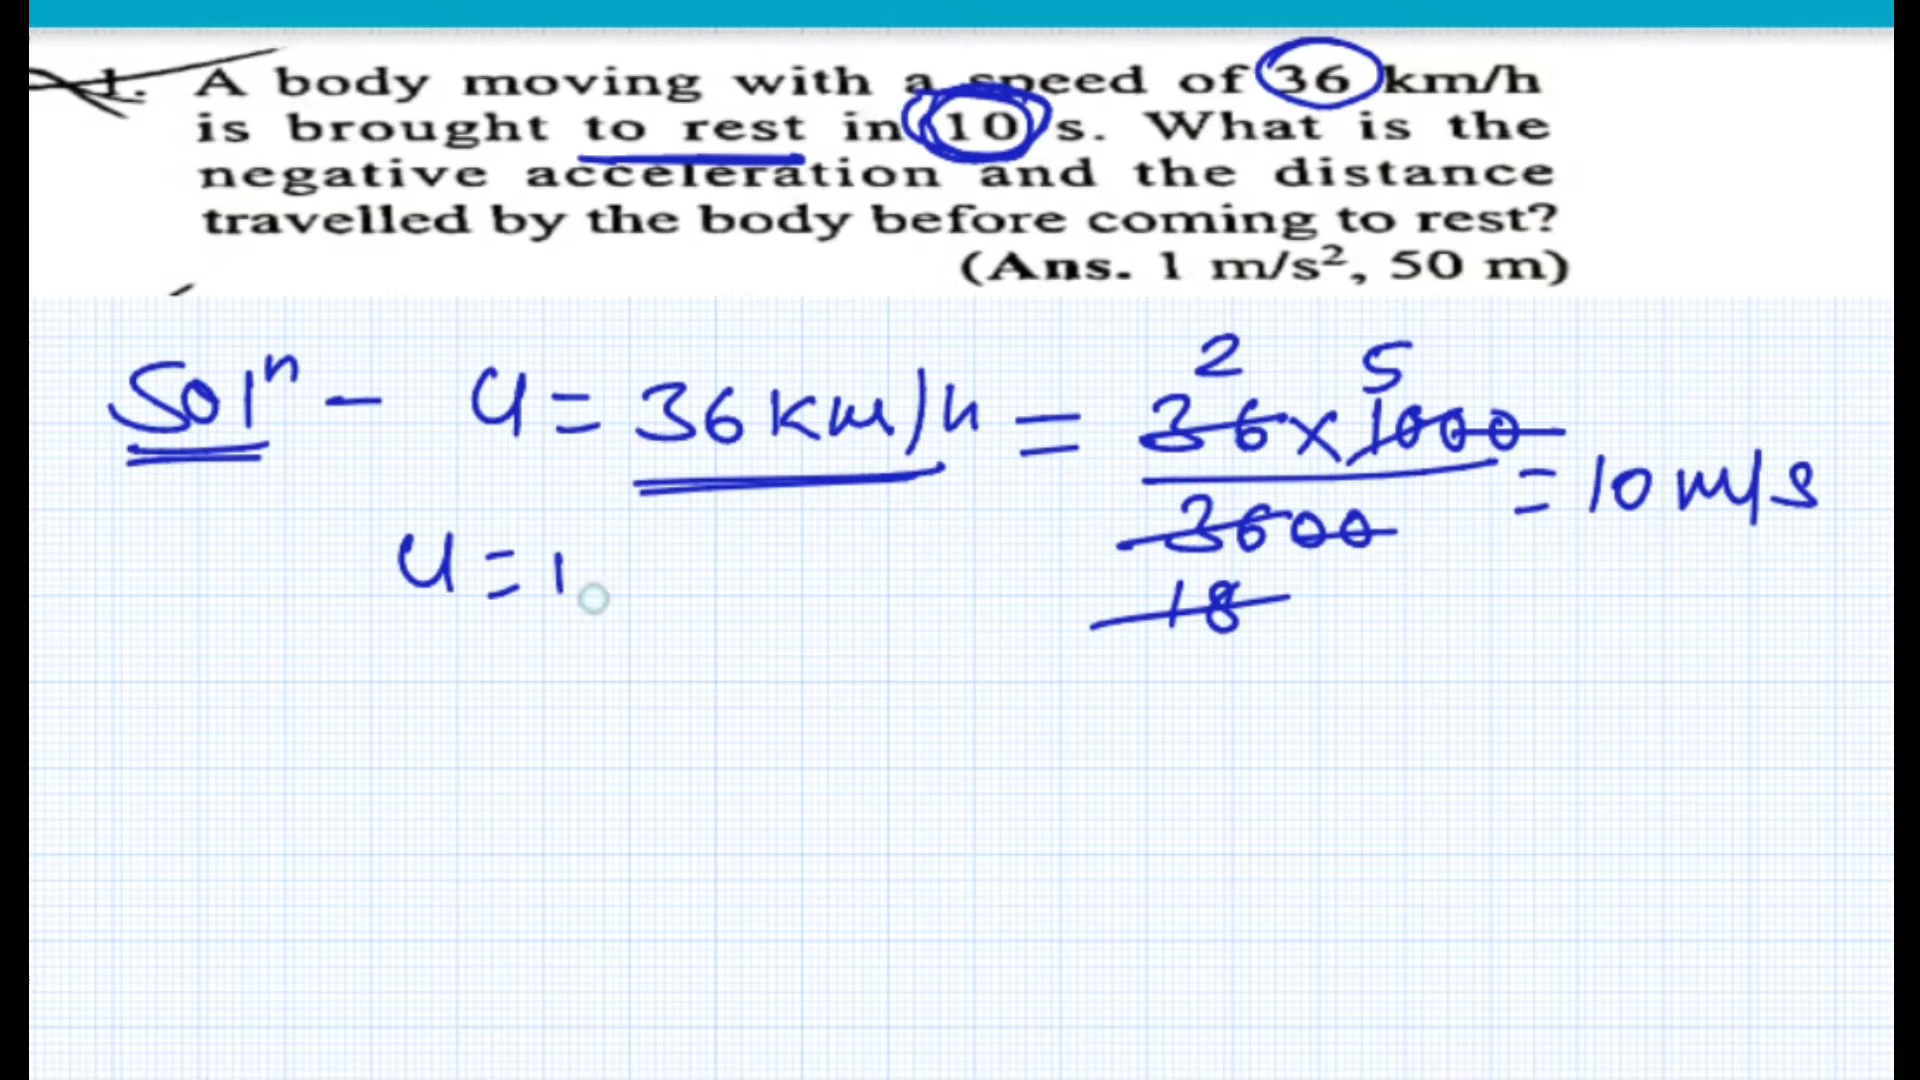 1. A body moving with a speed of 36 km/h
is brought to rest in 10 s. What is the
negative acceleration and the distance
travelled by the body before coming to rest?
(Ans. 1 m/s², 50 m)
2 5
Solⁿ - u = 36 km/h = 36 x 1000
3600
18
= 10 m/s
u = 1